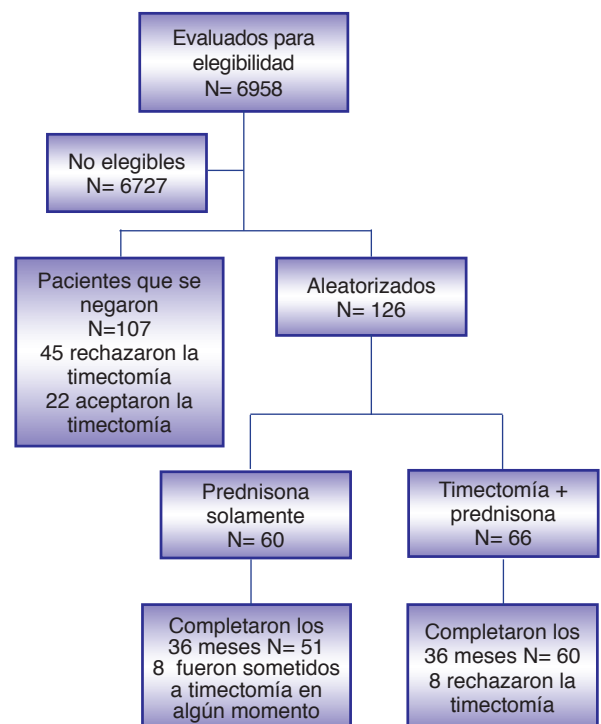 Evaluados para
elegibilidad
N= 6958
No elegibles
N= 6727
Pacientes que se
negaron
N=107
45 rechazaron la
timectomía
22 aceptaron la
timectomía
Aleatorizados
N= 126
Prednisona
solamente
N= 60
Timectomía +
prednisona
N= 66
Completaron los
36 meses N= 51
8 fueron sometidos
a timectomía en
algún momento
Completaron los
36 meses N= 60
8 rechazaron la
timectomía